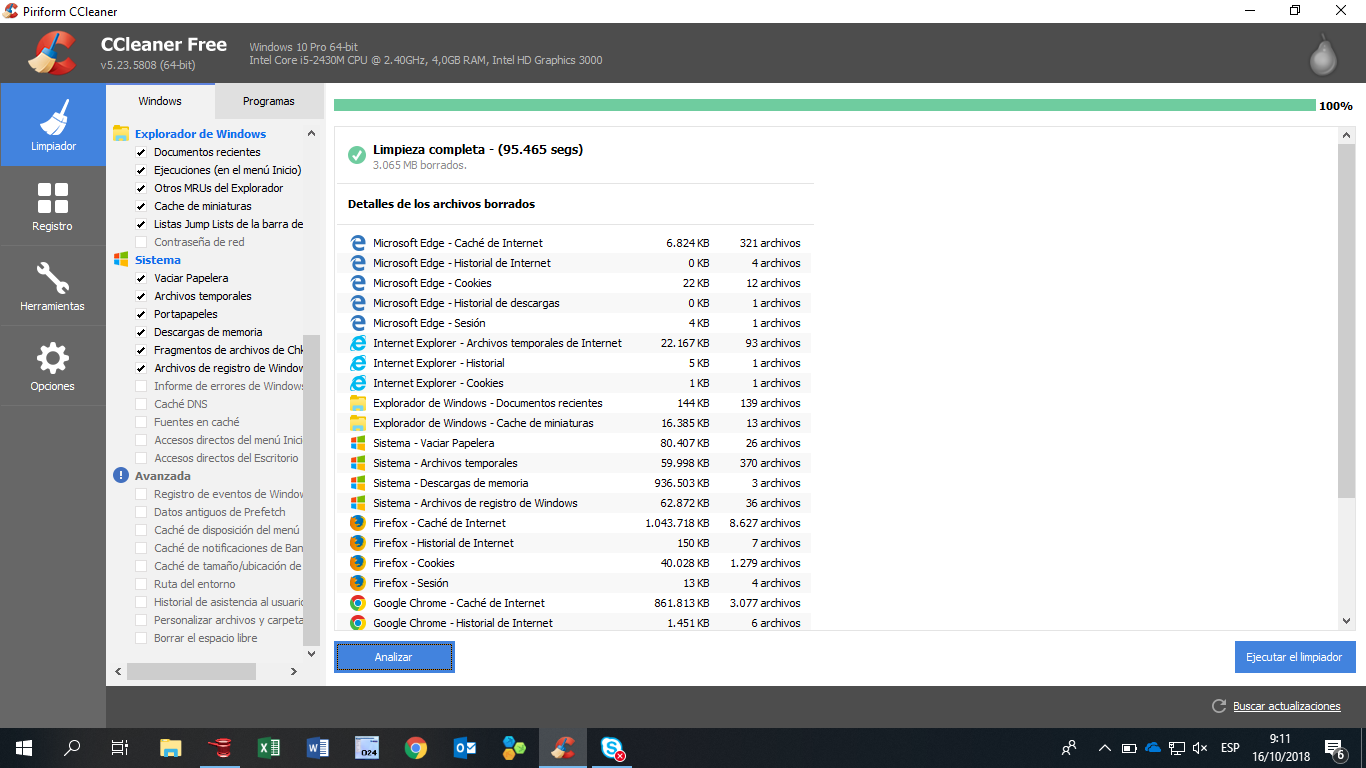 Piriform CCleaner
CCleaner Free
v5.23.5808 (64-bit)
Windows 10 Pro 64-bit
Intel Core i5-2430M CPU @ 2.40GHz, 4,0GB RAM, Intel HD Graphics 3000
Limpiador
Registro
Herramientas
Opciones
Windows
Programas
Explorador de Windows
Documentos recientes
Ejecuciones (en el menú Inicio)
Otros MRUs del Explorador
Cache de miniaturas
Listas Jump Lists de la barra de
Contraseña de red
Sistema
Vaciar Papelera
Archivos temporales
Portapapeles
Descargas de memoria
Fragmentos de archivos de Chk
Archivos de registro de Window
Informe de errores de Windows
Caché DNS
Fuentes en caché
Accesos directos del menú Inici
Accesos directos del Escritorio
Avanzada
Registro de eventos de Window
Datos antiguos de Prefetch
Caché de disposición del menú
Caché de notificaciones de Ban
Caché de tamaño/ubicación de
Ruta del entorno
Historial de asistencia al usuario
Personalizar archivos y carpeta
Borrar el espacio libre
100%
Limpieza completa - (95.465 segs)
3.065 MB borrados.
Detalles de los archivos borrados
Microsoft Edge - Caché de Internet 6.824 KB 321 archivos
Microsoft Edge - Historial de Internet 0 KB 4 archivos
Microsoft Edge - Cookies 22 KB 12 archivos
Microsoft Edge - Historial de descargas 0 KB 1 archivos
Microsoft Edge - Sesión 4 KB 1 archivos
Internet Explorer - Archivos temporales de Internet 22.167 KB 93 archivos
Internet Explorer - Historial 5 KB 1 archivos
Internet Explorer - Cookies 1 KB 1 archivos
Explorador de Windows - Documentos recientes 144 KB 139 archivos
Explorador de Windows - Cache de miniaturas 16.385 KB 13 archivos
Sistema - Vaciar Papelera 80.407 KB 26 archivos
Sistema - Archivos temporales 59.998 KB 370 archivos
Sistema - Descargas de memoria 936.503 KB 3 archivos
Sistema - Archivos de registro de Windows 62.872 KB 36 archivos
Firefox - Caché de Internet 1.043.718 KB 8.627 archivos
Firefox - Historial de Internet 150 KB 7 archivos
Firefox - Cookies 40.028 KB 1.279 archivos
Firefox - Sesión 13 KB 4 archivos
Google Chrome - Caché de Internet 861.813 KB 3.077 archivos
Google Chrome - Historial de Internet 1.451 KB 6 archivos
Analizar
Ejecutar el limpiador
Buscar actualizaciones
024
ESP
9:11
16/10/2018
6